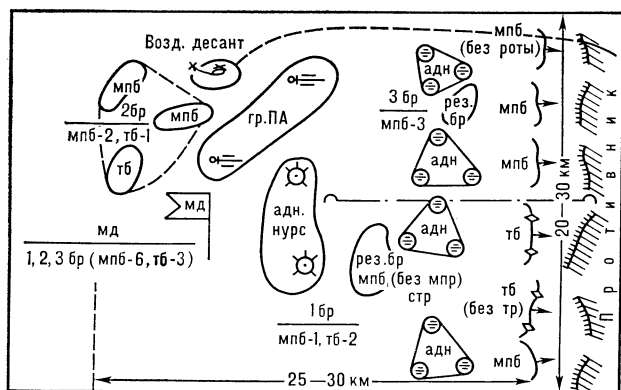 Возд. десант
мпб
2бр
мпб-2, тб-1
мпб
тб
гр.ПА
мд
мд
1, 2, 3 бр (мпб-6, тб-3)
адн.
нурс
3 бр
мпб-3
адн
рез.
бр
адн
адн
рез.бр
мпб (без мпр)
стр
1бр
мпб-1, тб-2
адн
мпб
(без роты)
мпб
мпб
тб
тб
(без тр)
мпб
25—30 км
20—30 км
Противник